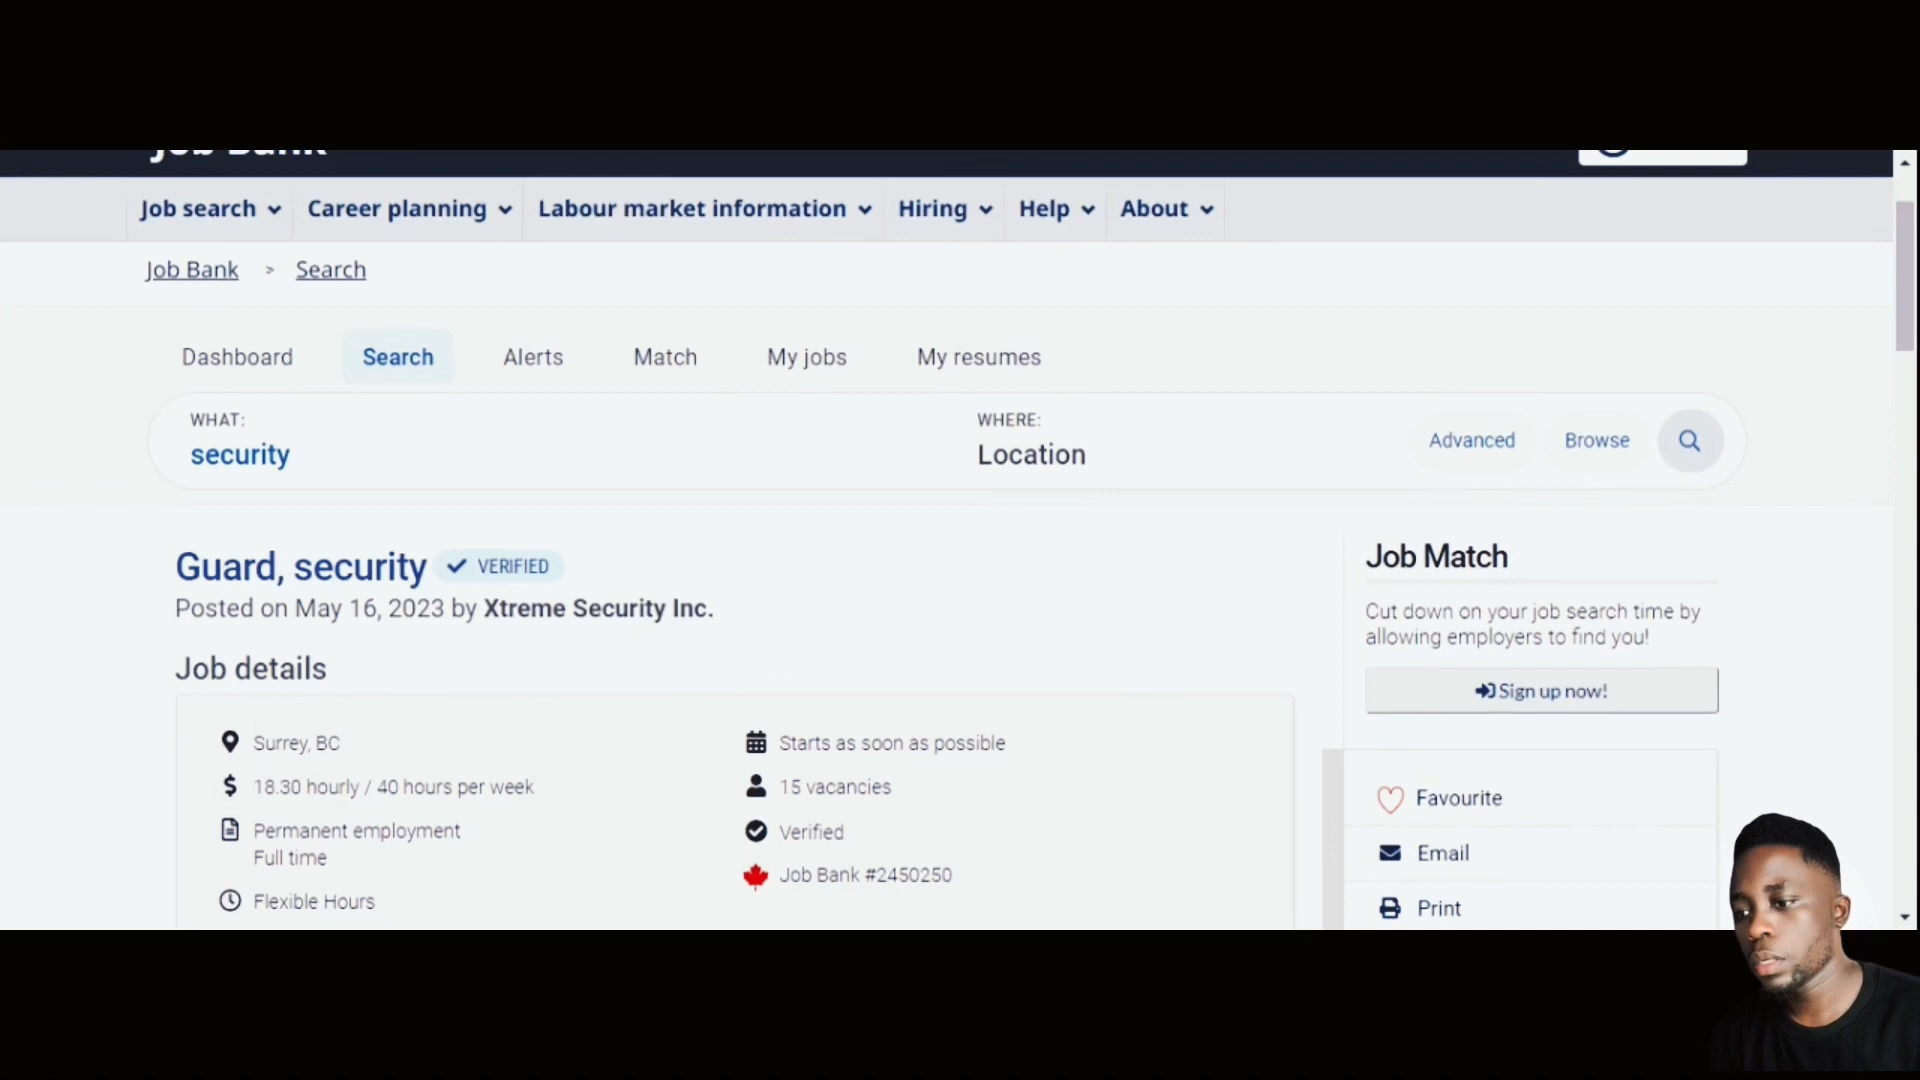 Job Bank
Job search
Career planning
Labour market information
Hiring
Help
About
Job Bank > Search
Dashboard
Search
Alerts
Match
My jobs
My resumes
WHAT:
security
WHERE:
Location
Advanced
Browse
Guard, security
VERIFIED
Posted on May 16, 2023 by Xtreme Security Inc.
Job details
Surrey, BC
$ 18.30 hourly / 40 hours per week
Permanent employment
Full time
Flexible Hours
Starts as soon as possible
15 vacancies
Verified
Job Bank #2450250
Job Match
Cut down on your job search time by
allowing employers to find you!
Sign up now!
Favourite
Email
Print